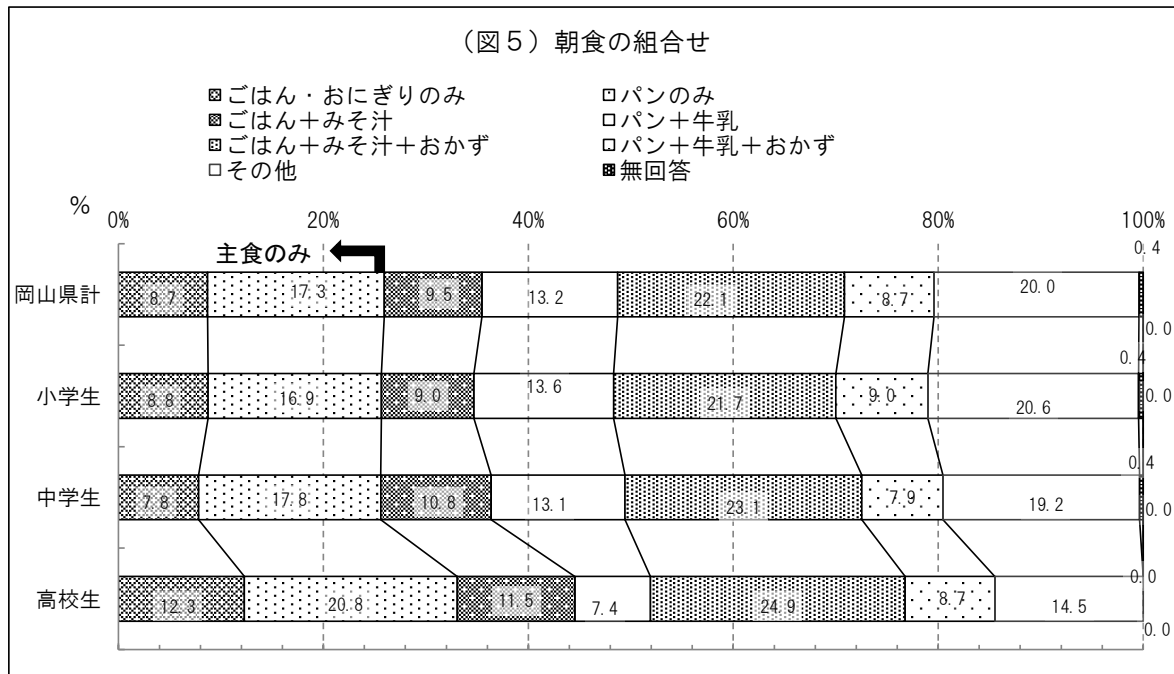 （図５）朝食の組合せ
ごはん・おにぎりのみ パンのみ
ごはん＋みそ汁 パン＋牛乳
ごはん＋みそ汁＋おかず パン＋牛乳＋おかず
その他 無回答
%
0% 20% 40% 60% 80% 100%
主食のみ
0.4
岡山県計 8.7 17.3 9.5 13.2 22.1 8.7 20.0
0.0
0.4
小学生 8.8 16.9 9.0 13.6 21.7 9.0 20.6 0.0
0.4
中学生 7.8 17.8 10.8 13.1 23.1 7.9 19.2 0.0
0.0
高校生 12.3 20.8 11.5 7.4 24.9 8.7 14.5
0.0